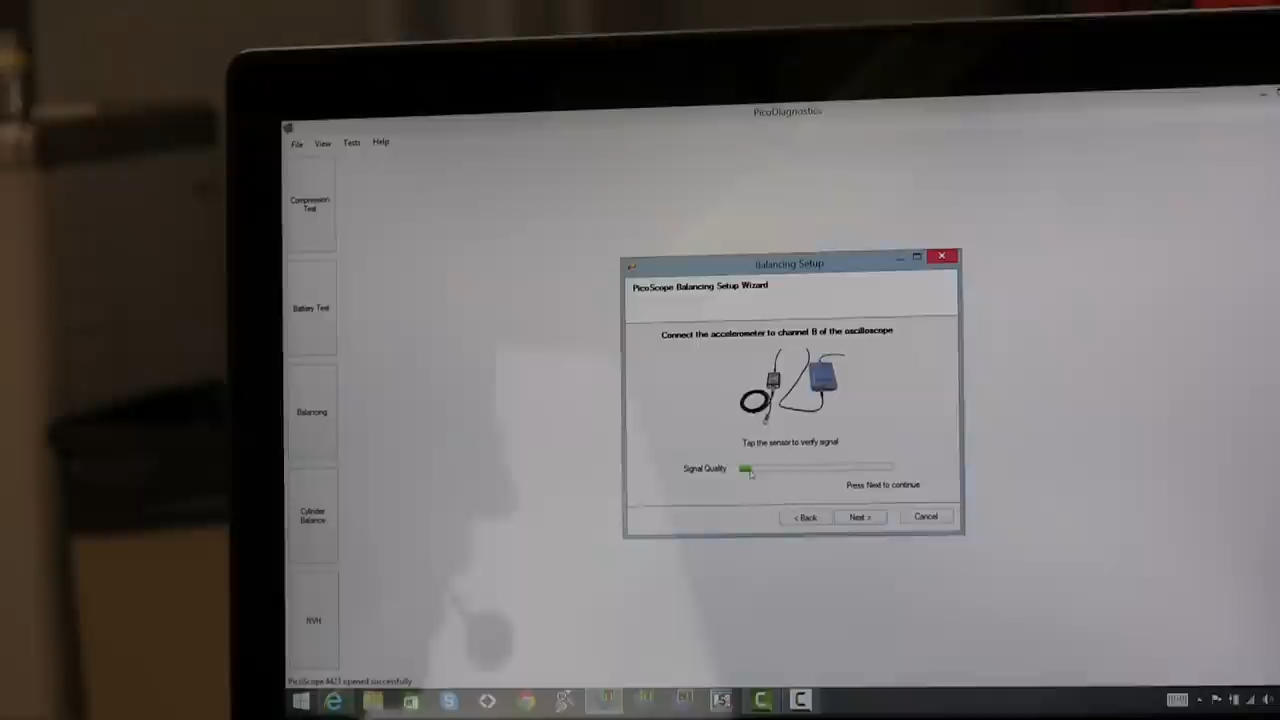 PicoDiagnostics
File View Tests Help
Compression
Test
Battery Test
Balancing
Cylinder
Balance
NVH
Balancing Setup
PicoScope Balancing Setup Wizard
Connect the accelerometer to channel B of the oscilloscope
Tap the sensor to verify signal
Signal Quality
Press Next to continue
< Back Next > Cancel
PicoScope 4423 opened successfully